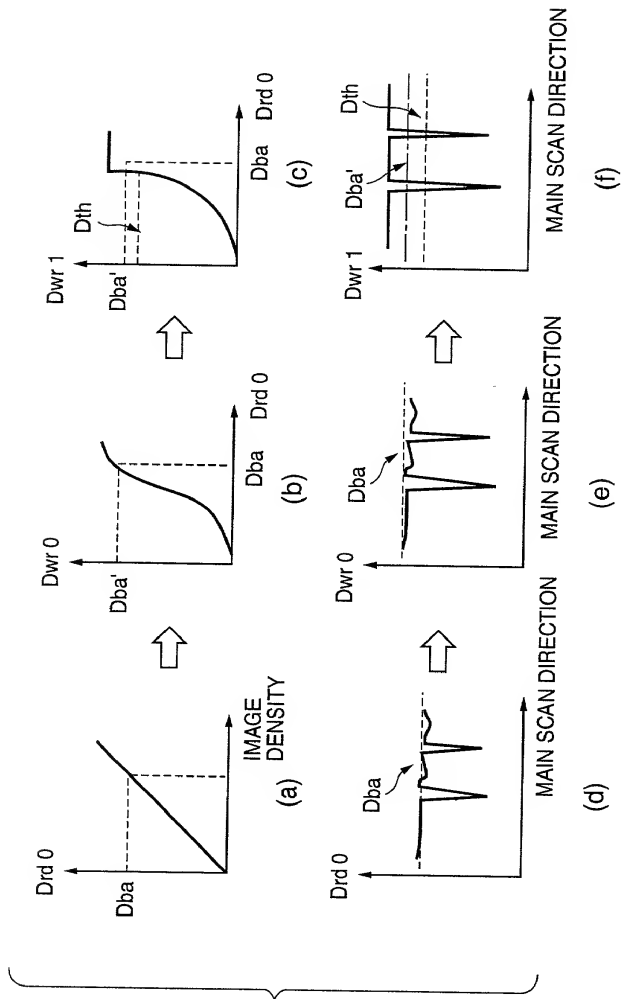 Drd 0
Dba
IMAGE
DENSITY
(a)
Dwr 0
Dba'
Drd 0
Dba
(b)
Dwr 1
Dba'
Dth
Drd 0
Dba
(c)
Drd 0
Dba
MAIN SCAN DIRECTION
(d)
Dwr 0
Dba
MAIN SCAN DIRECTION
(e)
Dwr 1
Dba'
Dth
MAIN SCAN DIRECTION
(f)